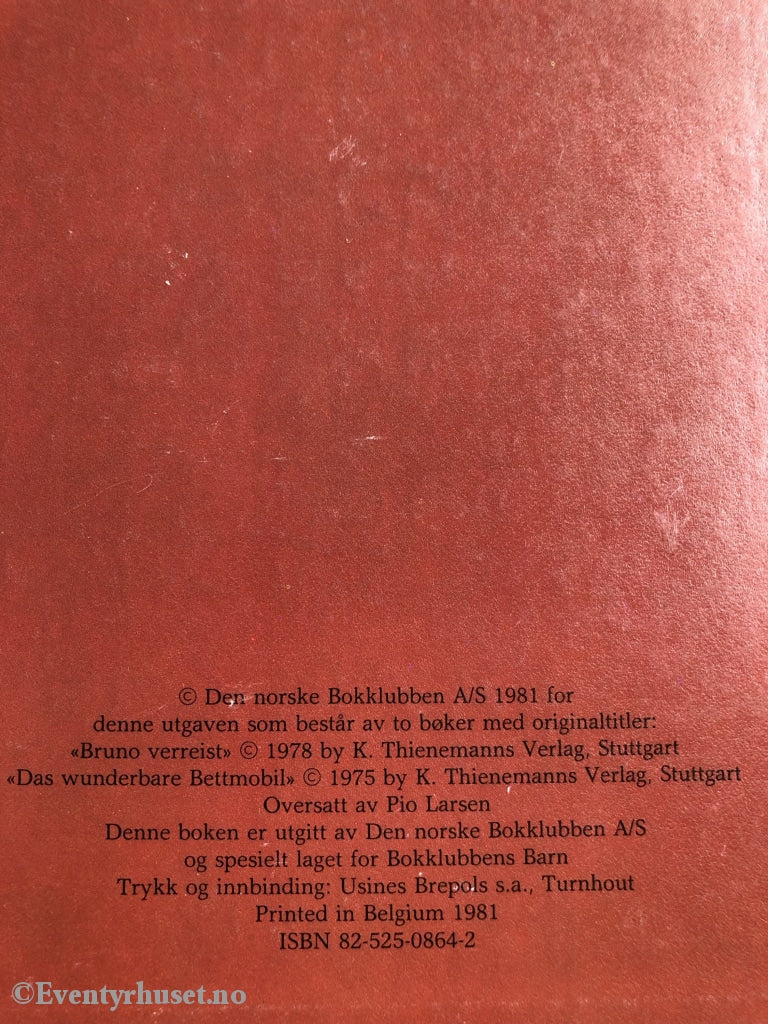 © Den norske Bokklubben A/S 1981 for
denne utgaven som består av to bøker med originaltitler:
«Bruno verreist» © 1978 by K. Thienemanns Verlag, Stuttgart
«Das wunderbare Bettmobil» © 1975 by K. Thienemanns Verlag, Stuttgart
Oversatt av Pio Larsen
Denne boken er utgitt av Den norske Bokklubben A/S
og spesielt laget for Bokklubbens Barn
Trykk og innbinding: Usines Brepols s.a., Turnhout
Printed in Belgium 1981
ISBN 82-525-0864-2
©Eventyrhuset.no